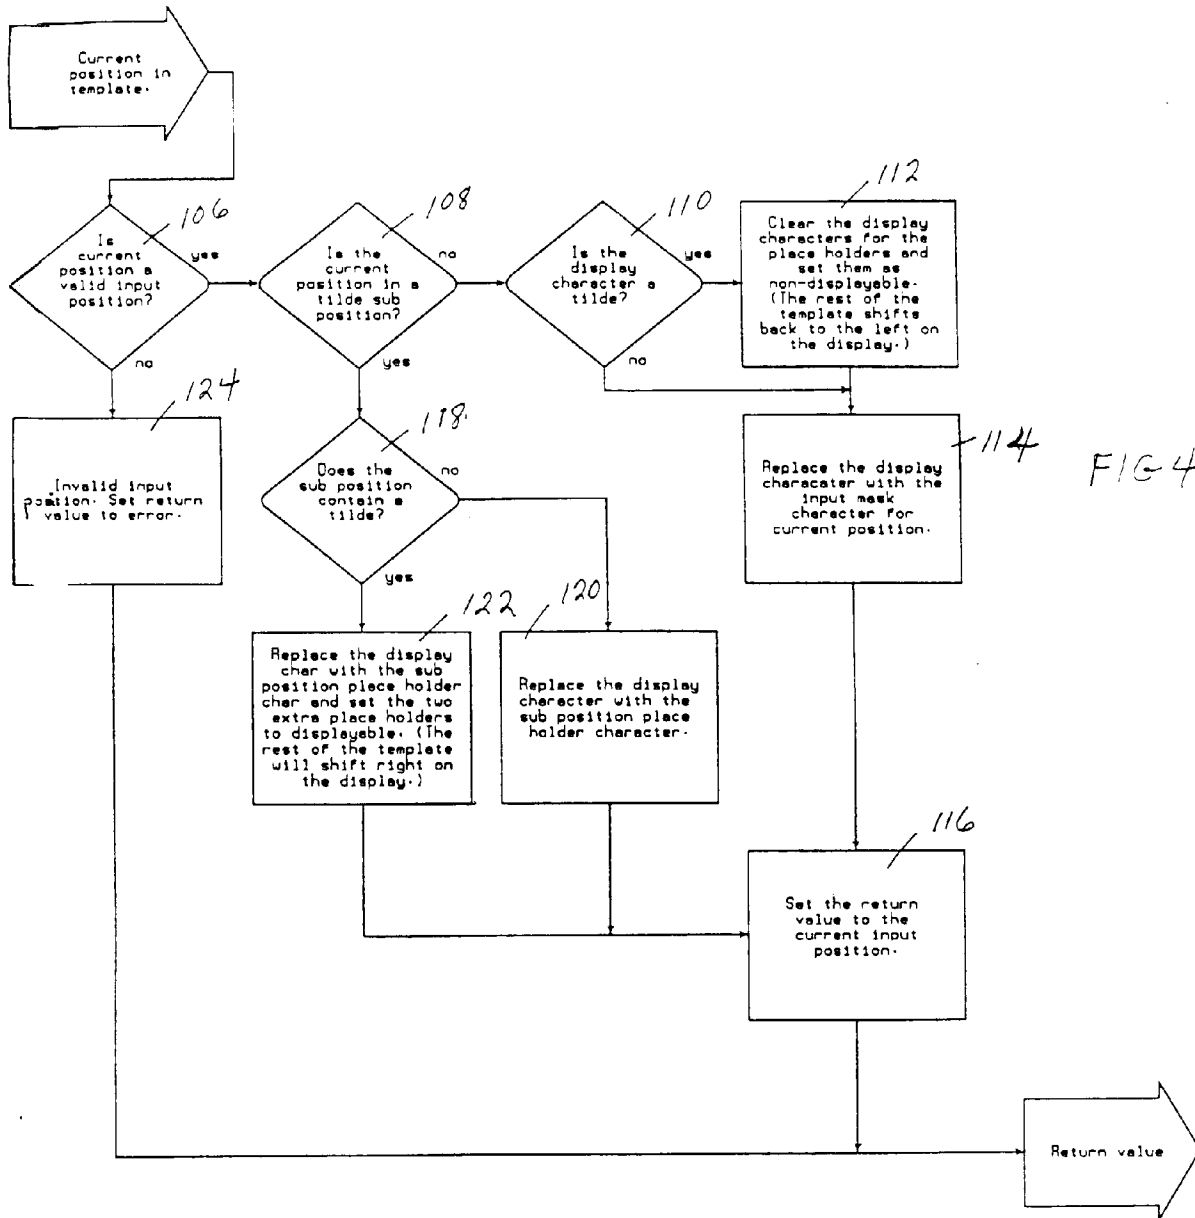 Current
position in
template.
106
Is
current
position a
valid input
position?
yes
no
108
Is the
current
position in a
tilde sub
position?
no
yes
110
Is the
display
character a
tilde?
yes
no
112
Clear the display
characters for the
place holders and
set them as
non-displayable.
(The rest of the
template shifts
back to the left on
the display.)
124
Invalid input
position. Set return
value to error.
118.
Does the
sub position
contain a
tilde?
no
yes
114
Replace the display
characater with the
input mask
character for
current position.
FIG-4
122
Replace the display
char with the sub
position place holder
char and set the two
extra place holders
to displayable. (The
rest of the template
will shift right on
the display.)
120
Replace the display
character with the
sub position place
holder character.
116
Set the return
value to the
current input
position.
Return value